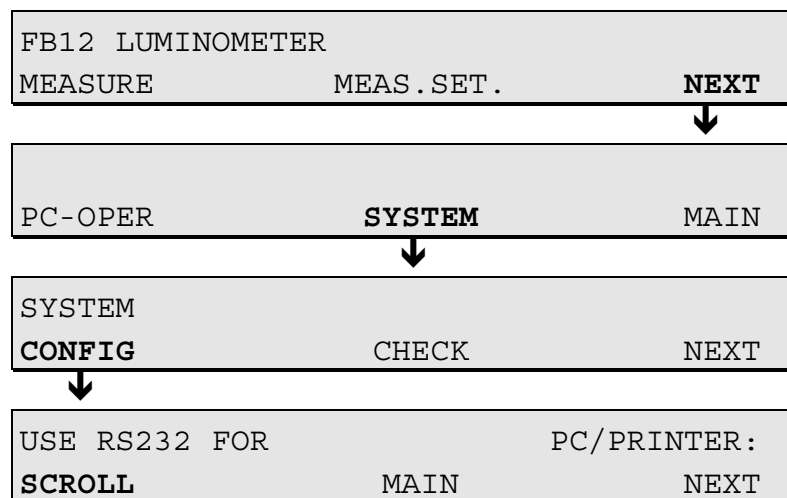 FB12 LUMINOMETER
MEASURE MEAS.SET. NEXT
PC-OPER SYSTEM MAIN
SYSTEM
CONFIG CHECK NEXT
USE RS232 FOR PC/PRINTER:
SCROLL MAIN NEXT